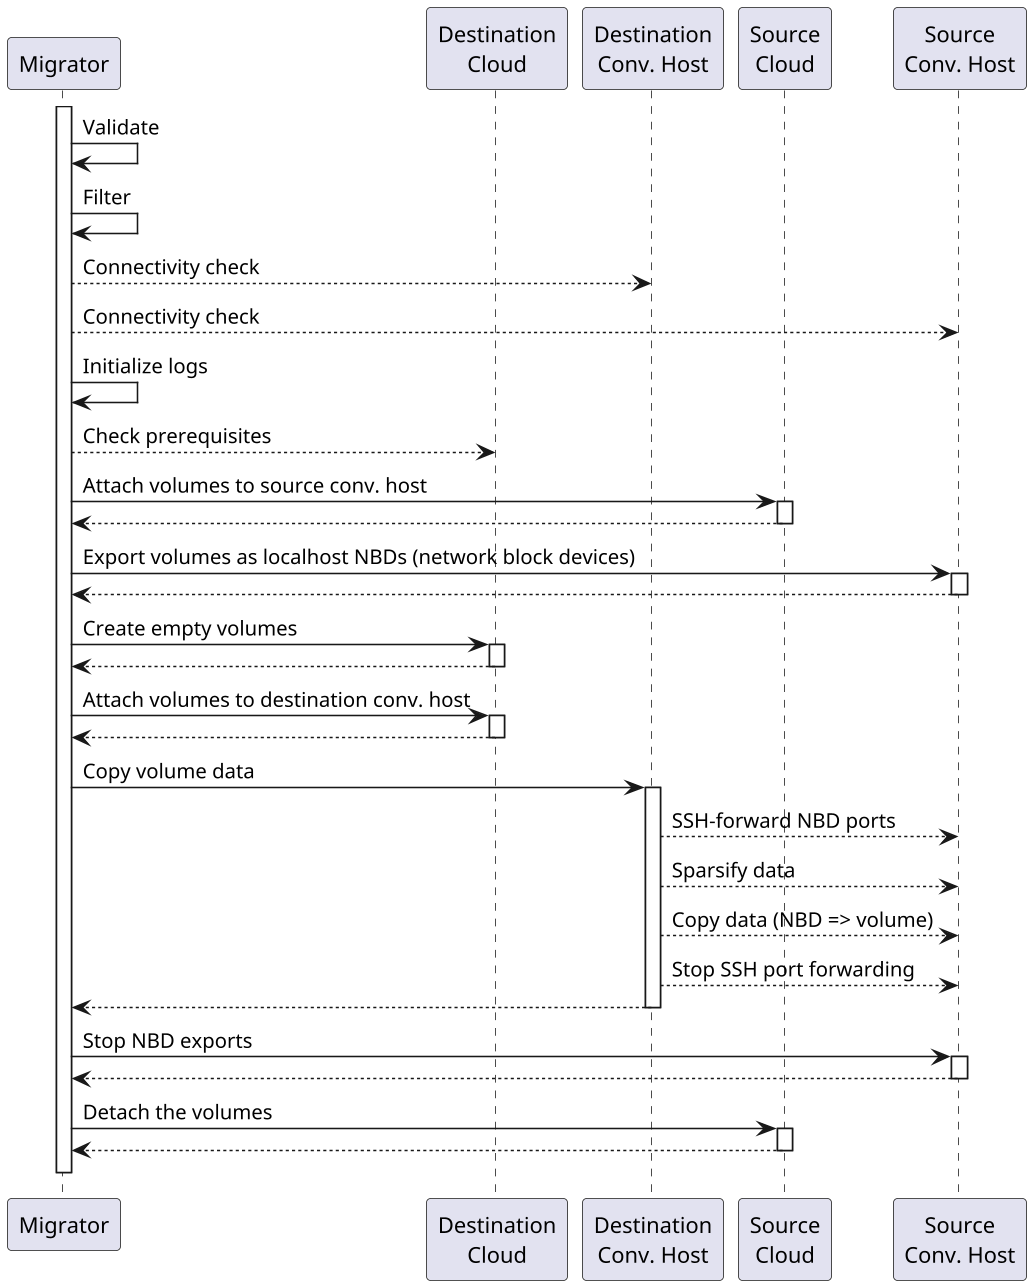 Migrator
Destination
Cloud
Destination
Conv. Host
Source
Cloud
Source
Conv. Host
Validate
Filter
Connectivity check
Connectivity check
Initialize logs
Check prerequisites
Attach volumes to source conv. host
Export volumes as localhost NBDs (network block devices)
Create empty volumes
Attach volumes to destination conv. host
Copy volume data
SSH-forward NBD ports
Sparsify data
Copy data (NBD => volume)
Stop SSH port forwarding
Stop NBD exports
Detach the volumes
Migrator
Destination
Cloud
Destination
Conv. Host
Source
Cloud
Source
Conv. Host